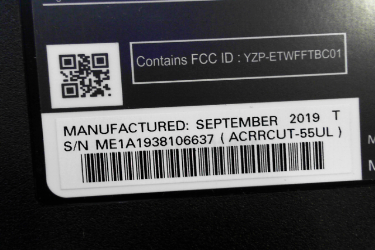 Contains FCC ID : YZP-ETWFFTBC01
MANUFACTURED: SEPTEMBER 2019 T
S/N ME1A1938106637 ( ACRRCUT-55UL )